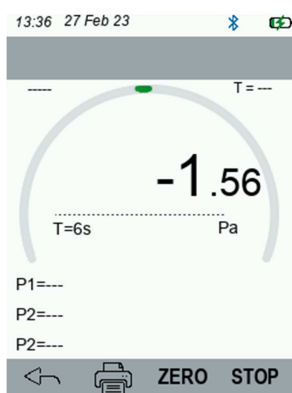 13:36 27 Feb 23
----- T = ---
-1.56
T=6s Pa
P1=---
P2=---
P2=---
ZERO STOP